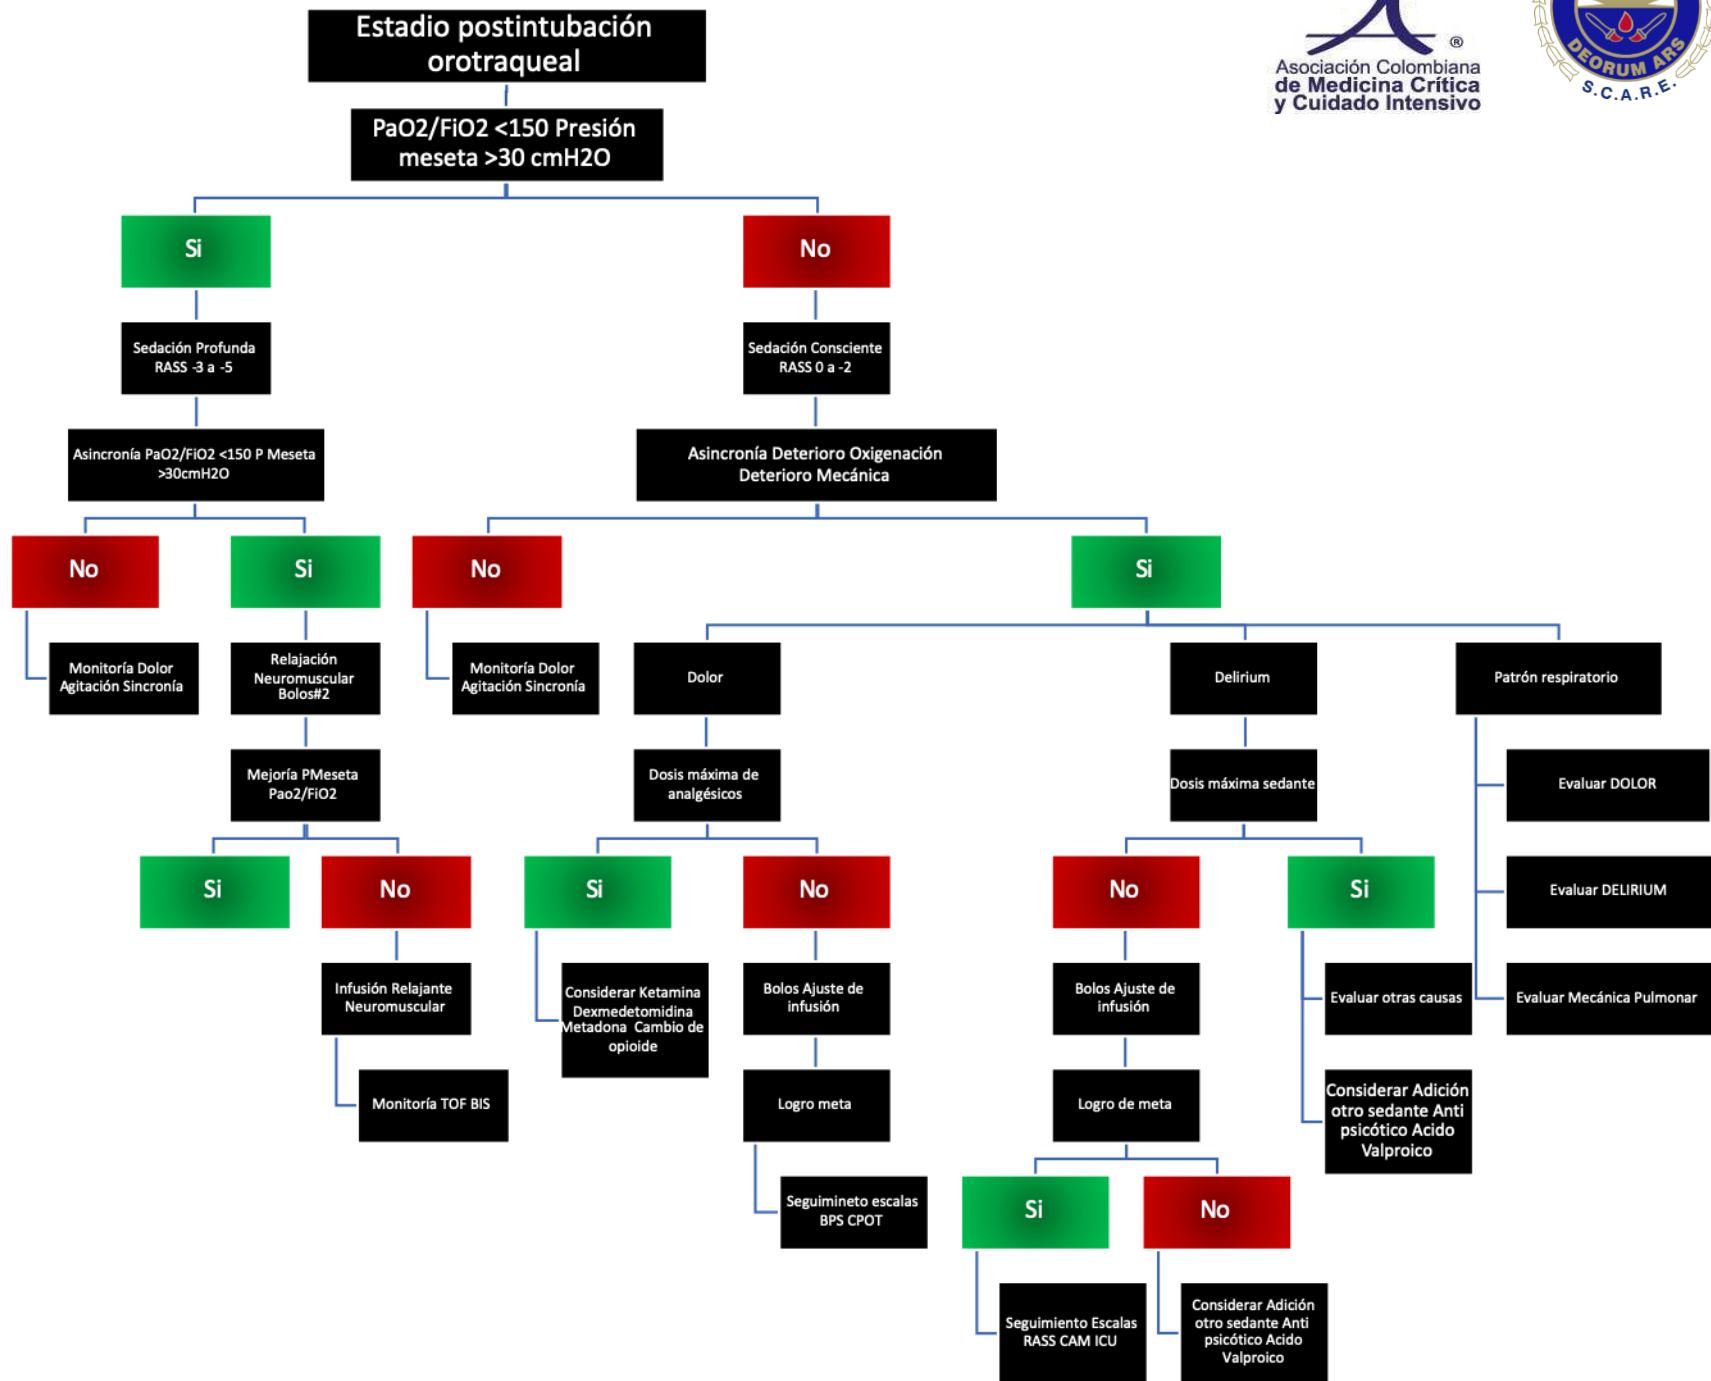 Estadio postintubación
orotraqueal
Asociación Colombiana
de Medicina Crítica
y Cuidado Intensivo
®
DEORUM ARS
S.C.A.R.E.
PaO2/FiO2 <150 Presión
meseta >30 cmH2O
Si
No
Sedación Profunda
RASS -3 a -5
Sedación Consciente
RASS 0 a -2
Asincronía PaO2/FiO2 <150 P Meseta
>30cmH2O
Asincronía Deterioro Oxigenación
Deterioro Mecánica
No
Si
No
Si
Monitoría Dolor
Agitación Sincronía
Relajación
Neuromuscular
Bolos#2
Monitoría Dolor
Agitación Sincronía
Dolor
Delirium
Patrón respiratorio
Mejoría PMeseta
Pao2/FiO2
Dosis máxima de
analgésicos
Dosis máxima sedante
Evaluar DOLOR
Si
No
Si
No
No
Si
Evaluar DELIRIUM
Infusión Relajante
Neuromuscular
Considerar Ketamina
Dexmedetomidina
Metadona Cambio de
opioide
Bolos Ajuste de
infusión
Bolos Ajuste de
infusión
Evaluar otras causas
Evaluar Mecánica Pulmonar
Monitoría TOF BIS
Logro meta
Logro de meta
Considerar Adición
otro sedante Anti
psicótico Acido
Valproico
Seguimineto escalas
BPS CPOT
Si
No
Seguimiento Escalas
RASS CAM ICU
Considerar Adición
otro sedante Anti
psicótico Acido
Valproico